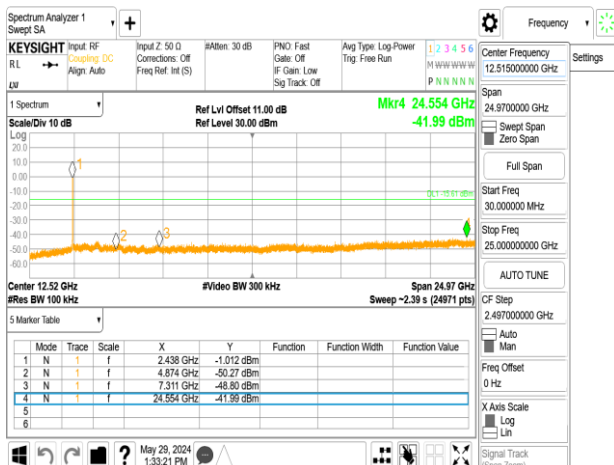 Spectrum Analyzer 1
Swept SA
Frequency
KEYSIGHT
RL
Input: RF
Coupling: DC
Align: Auto
Input Z: 50 Ω
Corrections: Off
Freq Ref: Int (S)
#Atten: 30 dB
PNO: Fast
Gate: Off
IF Gain: Low
Sig Track: Off
Avg Type: Log-Power
Trig: Free Run
1 2 3 4 5 6
M W W W W W
P N N N N N
Settings
1 Spectrum
Scale/Div 10 dB
Ref Lvl Offset 11.00 dB
Ref Level 30.00 dBm
Mkr4 24.554 GHz
-41.99 dBm
Log
20.0
10.0
0.00
-10.0
-20.0
-30.0
-40.0
-50.0
-60.0
1
2
3
Center 12.52 GHz
#Res BW 100 kHz
#Video BW 300 kHz
Span 24.97 GHz
Sweep ~2.39 s (24971 pts)
5 Marker Table
Mode Trace Scale X Y Function Function Width Function Value
1 N 1 f 2.438 GHz -1.012 dBm
2 N 1 f 4.874 GHz -50.27 dBm
3 N 1 f 7.311 GHz -48.80 dBm
4 N 1 f 24.554 GHz -41.99 dBm
5
6
Center Frequency
12.515000000 GHz
Span
24.9700000 GHz
Swept Span
Zero Span
Full Span
Start Freq
30.000000 MHz
Stop Freq
25.000000000 GHz
AUTO TUNE
CF Step
2.497000000 GHz
Auto
Man
Freq Offset
0 Hz
X Axis Scale
Log
Lin
Signal Track
(Span Zoom)
?
May 29, 2024
1:33:21 PM